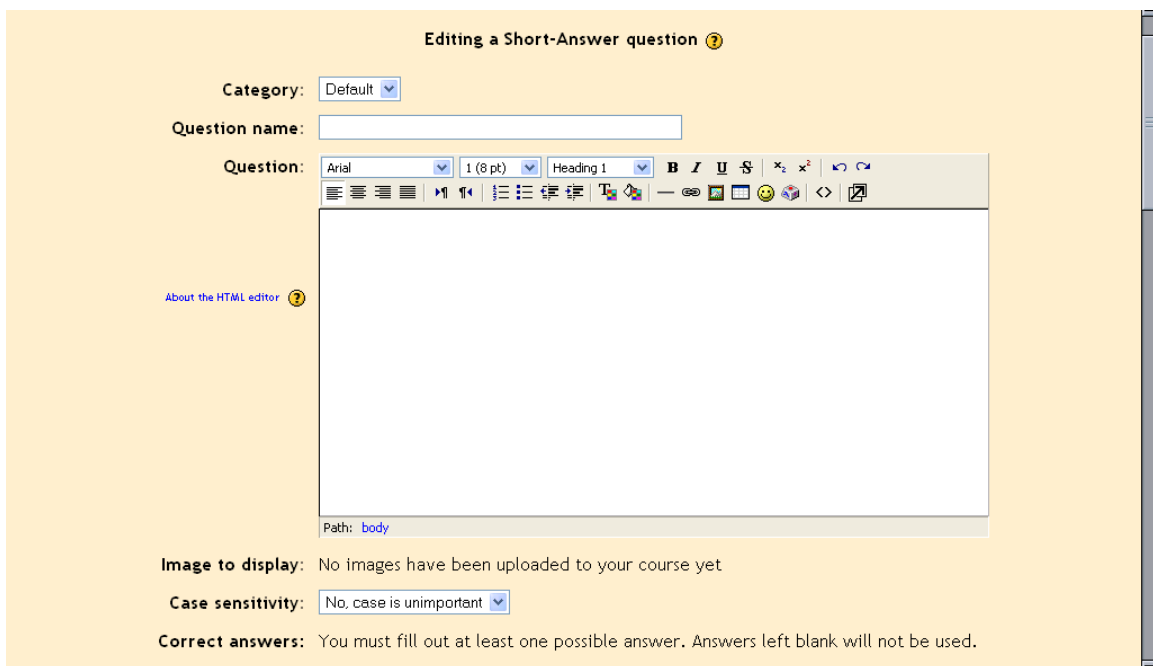 Editing a Short-Answer question ?
Category: Default
Question name:
Question: Arial 1 (8 pt) Heading 1 B I U S x₂ x²
About the HTML editor ?
Path: body
Image to display: No images have been uploaded to your course yet
Case sensitivity: No, case is unimportant
Correct answers: You must fill out at least one possible answer. Answers left blank will not be used.